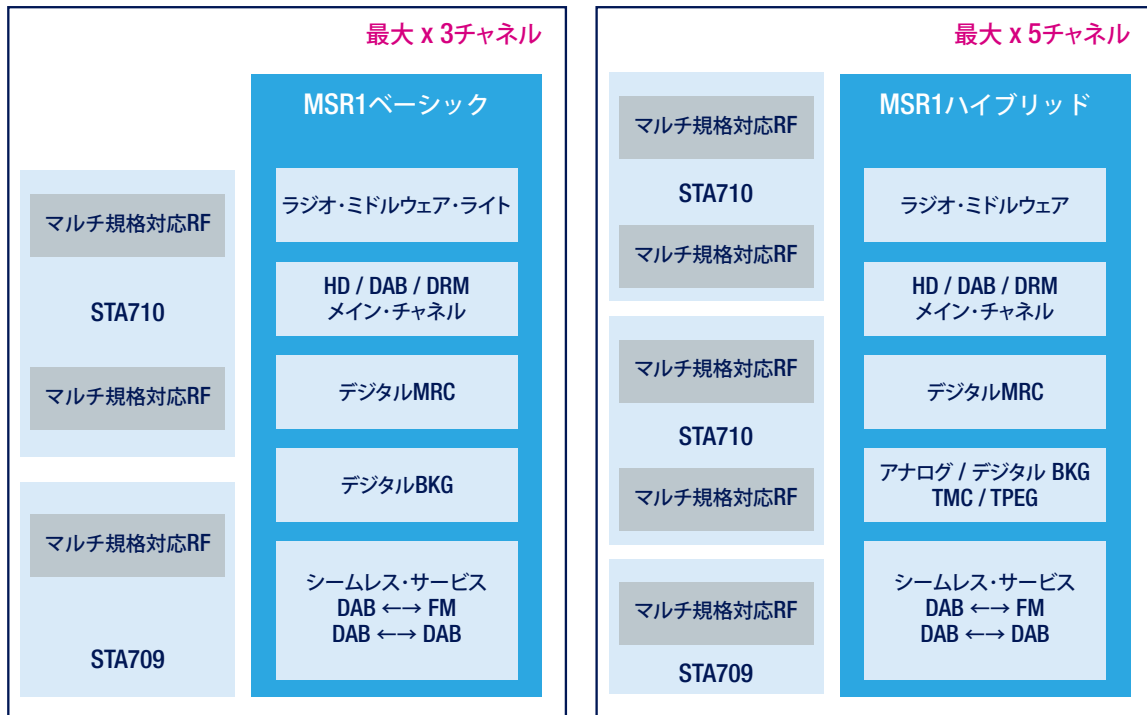 最大 x 3チャネル
MSR1ベーシック
マルチ規格対応RF
STA710
マルチ規格対応RF
マルチ規格対応RF
STA709
ラジオ・ミドルウェア・ライト
HD / DAB / DRM
メイン・チャネル
デジタルMRC
デジタルBKG
シームレス・サービス
DAB ←→ FM
DAB ←→ DAB
最大 x 5チャネル
MSR1ハイブリッド
マルチ規格対応RF
STA710
マルチ規格対応RF
マルチ規格対応RF
STA710
マルチ規格対応RF
マルチ規格対応RF
STA709
ラジオ・ミドルウェア
HD / DAB / DRM
メイン・チャネル
デジタルMRC
アナログ / デジタル BKG
TMC / TPEG
シームレス・サービス
DAB ←→ FM
DAB ←→ DAB